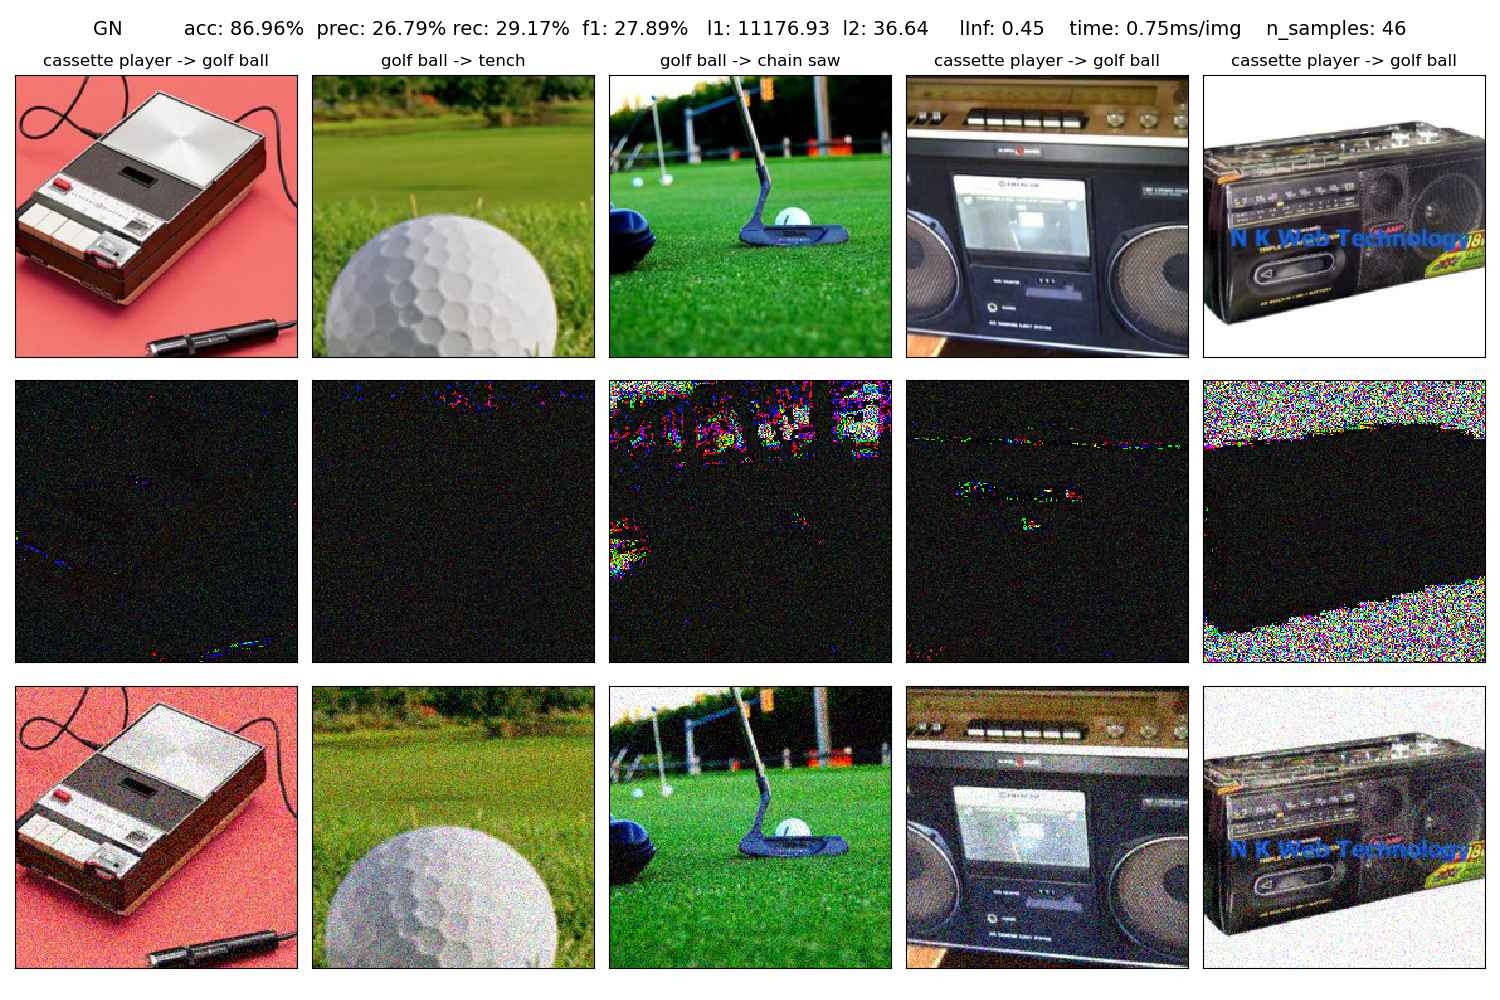 GN acc: 86.96% prec: 26.79% rec: 29.17% f1: 27.89% l1: 11176.93 l2: 36.64 lInf: 0.45 time: 0.75ms/img n_samples: 46
cassette player -> golf ball
golf ball -> tench
golf ball -> chain saw
cassette player -> golf ball
cassette player -> golf ball
N K Web Technology
N K Web Technology